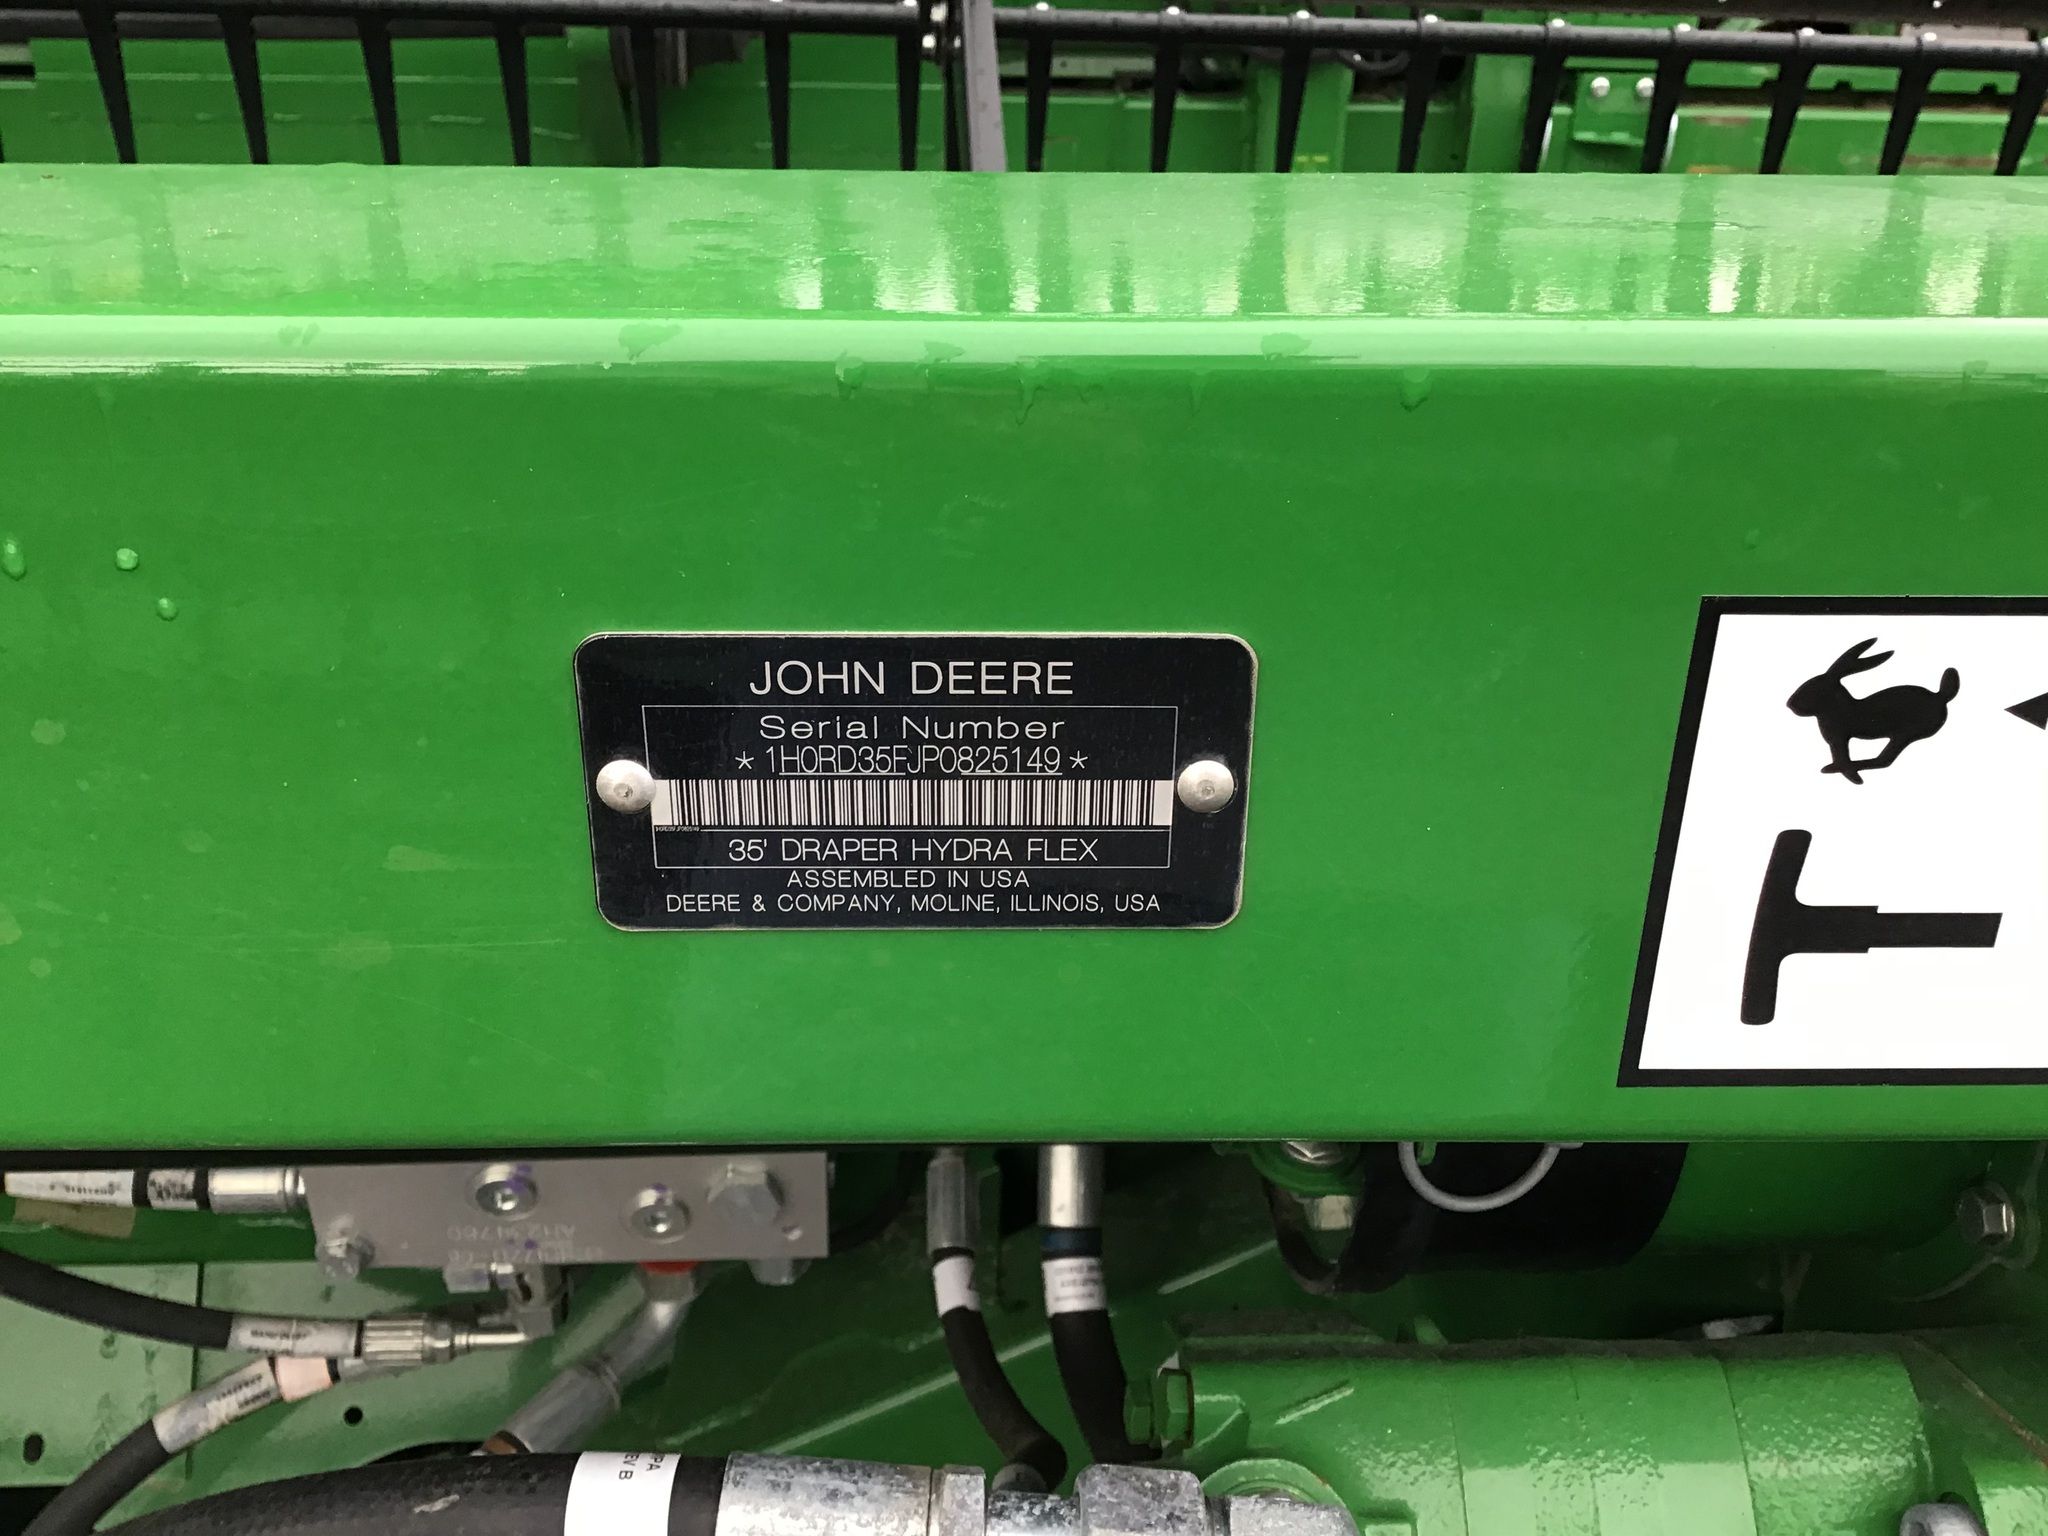 JOHN DEERE
Serial Number
*1H0RD35FJP0825149*
35' DRAPER HYDRA FLEX
ASSEMBLED IN USA
DEERE & COMPANY, MOLINE, ILLINOIS, USA